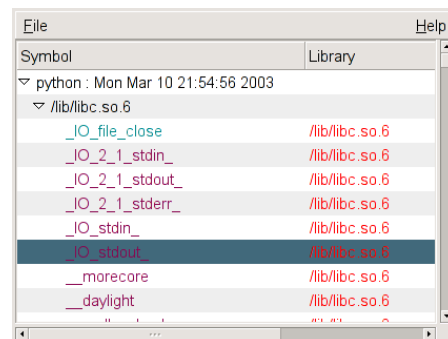 File Help
Symbol Library
python : Mon Mar 10 21:54:56 2003
/lib/libc.so.6
_IO_file_close /lib/libc.so.6
_IO_2_1_stdin_ /lib/libc.so.6
_IO_2_1_stdout_ /lib/libc.so.6
_IO_2_1_stderr_ /lib/libc.so.6
_IO_stdin_ /lib/libc.so.6
_IO_stdout_ /lib/libc.so.6
__morecore /lib/libc.so.6
__daylight /lib/libc.so.6